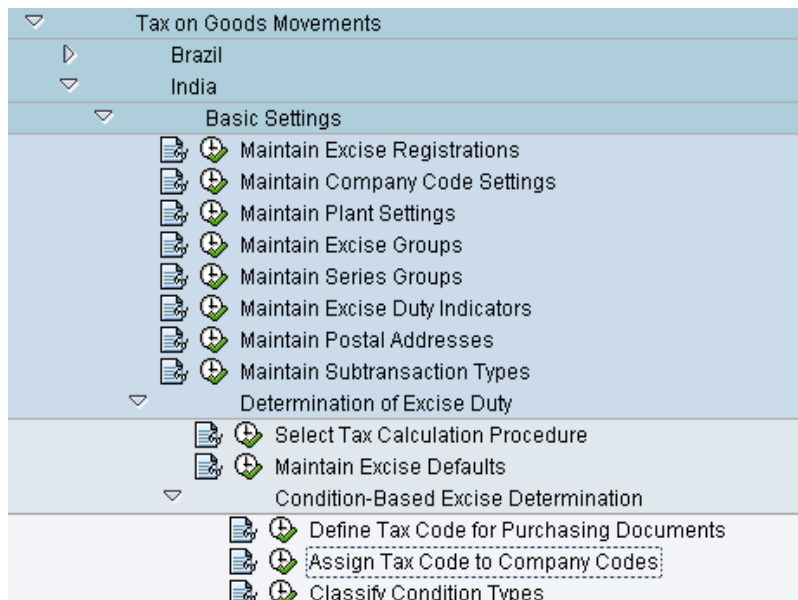 Tax on Goods Movements
Brazil
India
Basic Settings
Maintain Excise Registrations
Maintain Company Code Settings
Maintain Plant Settings
Maintain Excise Groups
Maintain Series Groups
Maintain Excise Duty Indicators
Maintain Postal Addresses
Maintain Subtransaction Types
Determination of Excise Duty
Select Tax Calculation Procedure
Maintain Excise Defaults
Condition-Based Excise Determination
Define Tax Code for Purchasing Documents
Assign Tax Code to Company Codes
Classify Condition Types